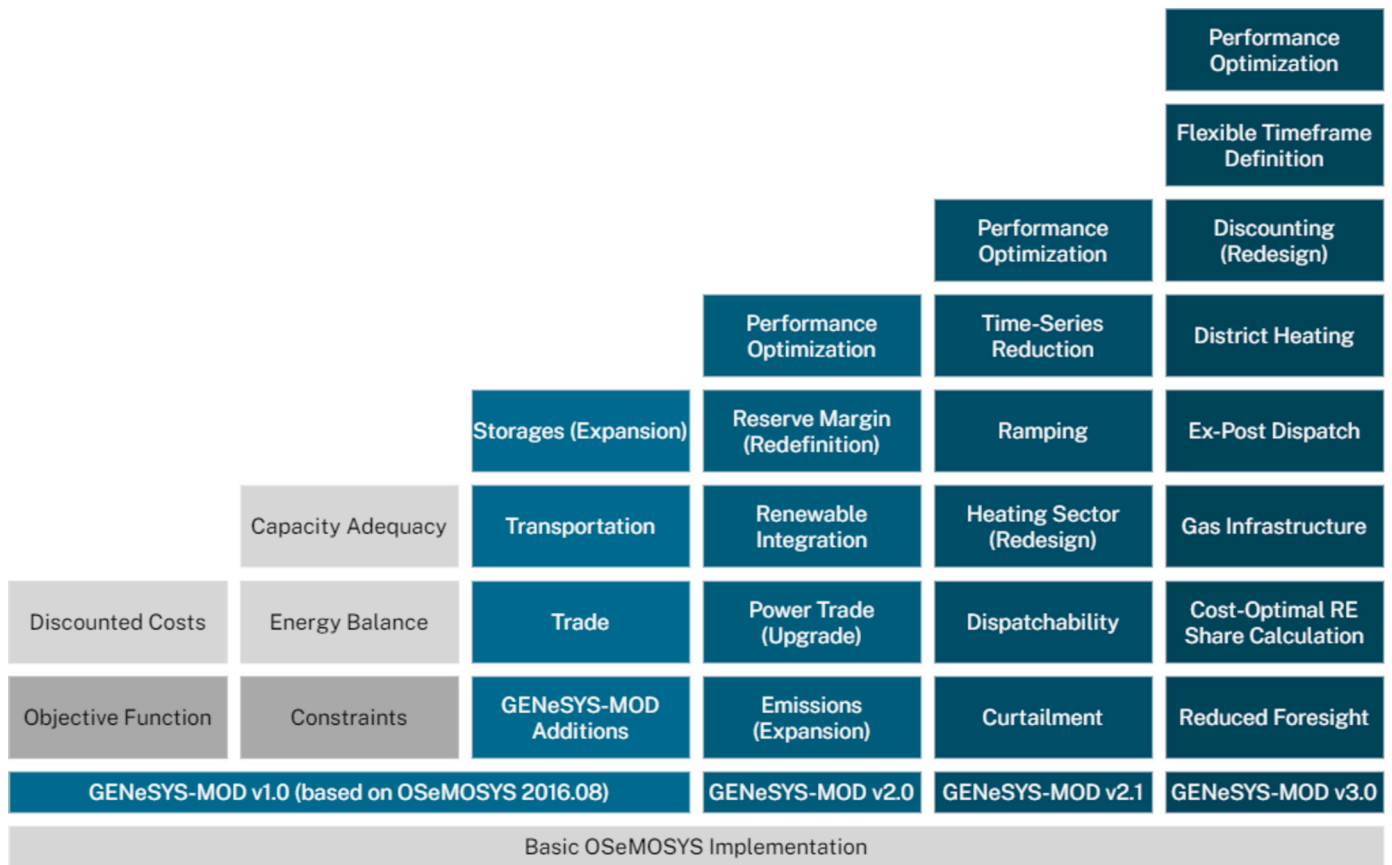 Performance
Optimization
Flexible Timeframe
Definition
Performance
Optimization
Discounting
(Redesign)
Performance
Optimization
Time-Series
Reduction
District Heating
Storages (Expansion)
Reserve Margin
(Redefinition)
Ramping
Ex-Post Dispatch
Capacity Adequacy
Transportation
Renewable
Integration
Heating Sector
(Redesign)
Gas Infrastructure
Discounted Costs
Energy Balance
Trade
Power Trade
(Upgrade)
Dispatchability
Cost-Optimal RE
Share Calculation
Objective Function
Constraints
GENeSYS-MOD
Additions
Emissions
(Expansion)
Curtailment
Reduced Foresight
GENeSYS-MOD v1.0 (based on OSeMOSYS 2016.08)
GENeSYS-MOD v2.0
GENeSYS-MOD v2.1
GENeSYS-MOD v3.0
Basic OSeMOSYS Implementation